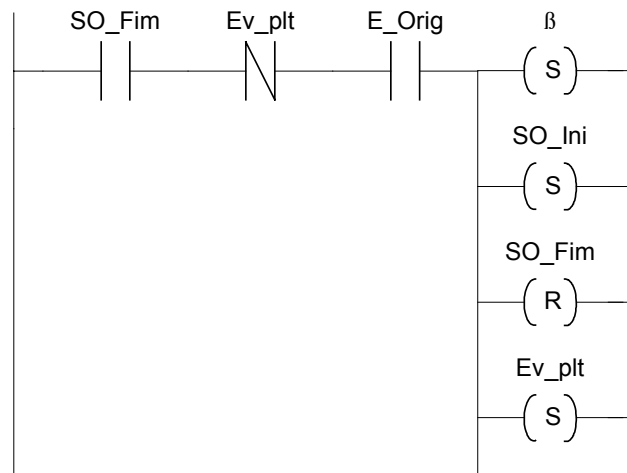 SO_Fim Ev_plt E_Orig ß
S
SO_Ini
S
SO_Fim
R
Ev_plt
S